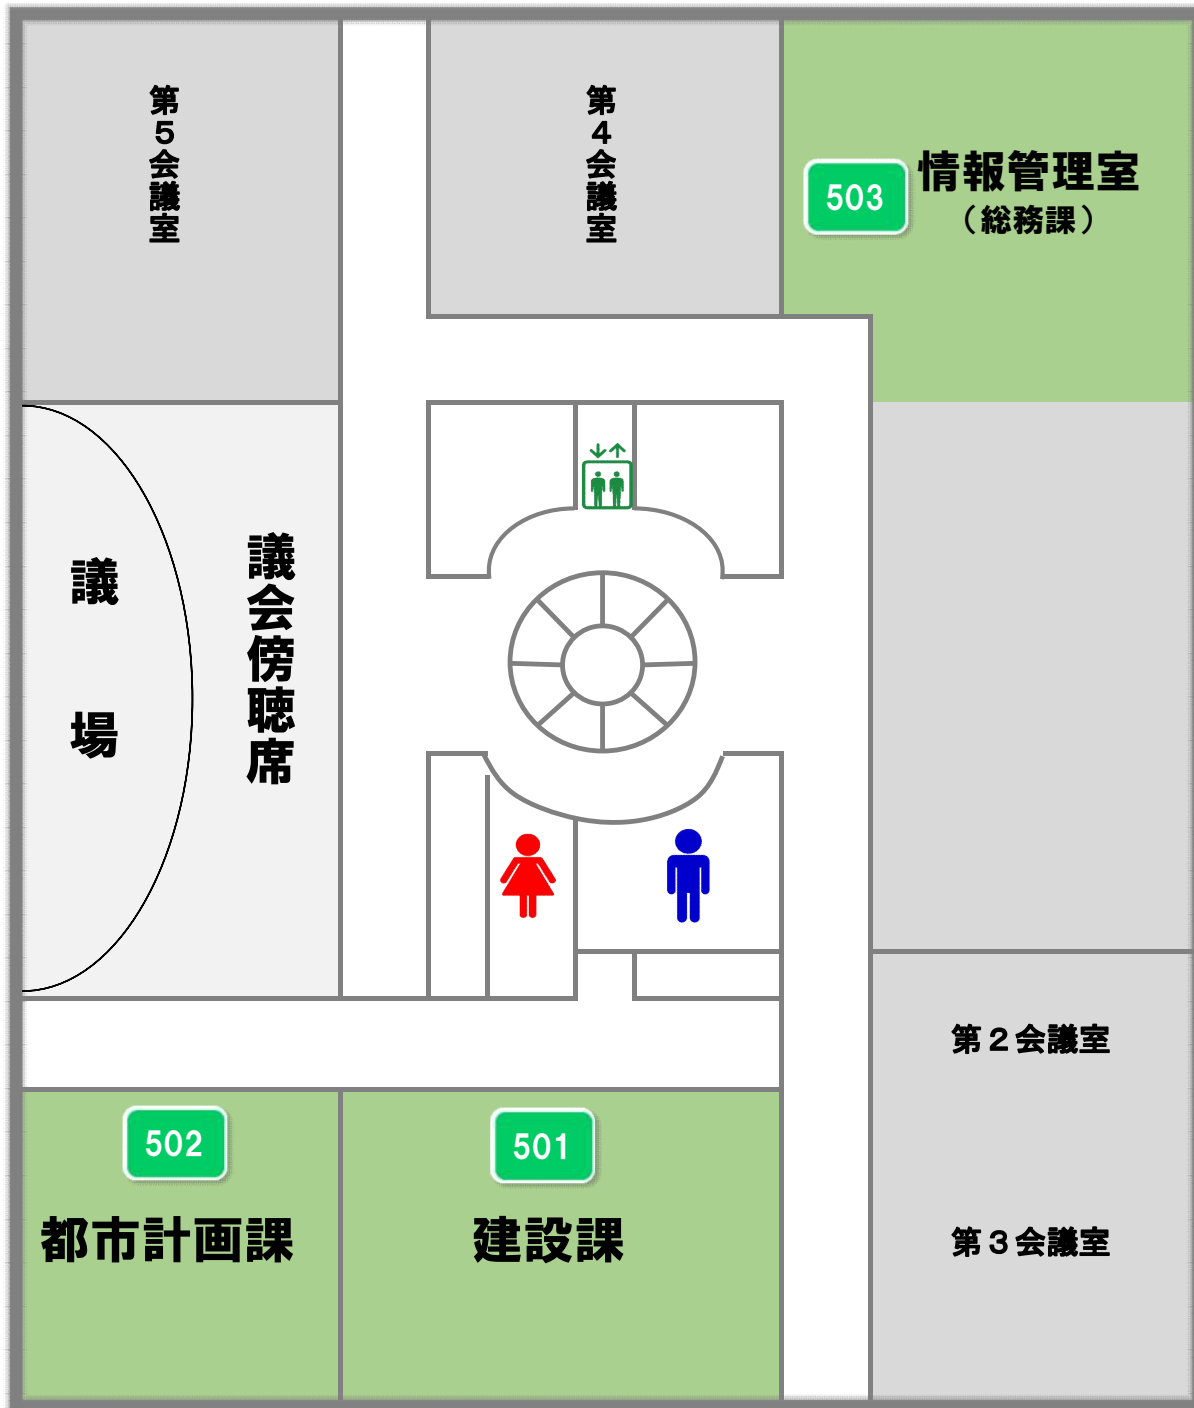 第５会議室
第４会議室
503
情報管理室
（総務課）
議場
議会傍聴席
第２会議室
502
都市計画課
501
建設課
第３会議室